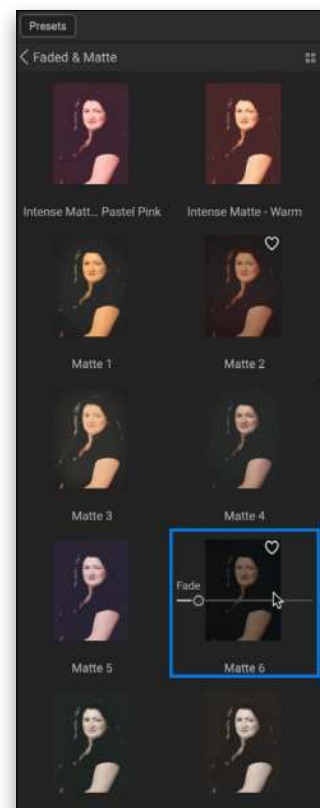 Presets
Faded & Matte
Intense Matt... Pastel Pink
Intense Matte - Warm
Matte 1
Matte 2
Matte 3
Matte 4
Fade
Matte 5
Matte 6